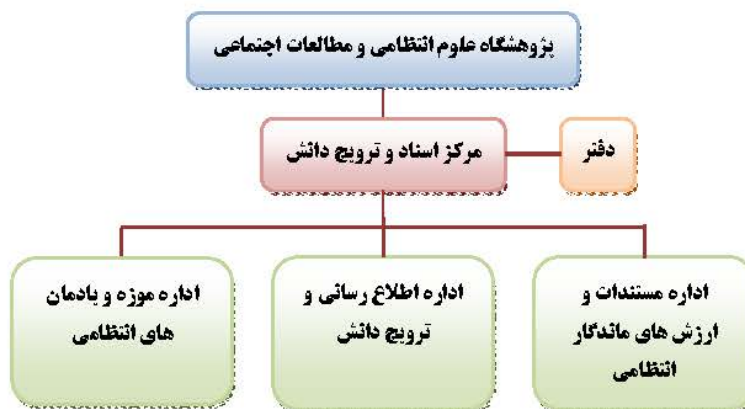 پژوهشگاه علوم انتظامی و مطالعات اجتماعی
مرکز اسناد و ترویج دانش
دفتر
اداره مستندات و
ارزش های ماندگار
انتظامی
اداره اطلاع رسانی و
ترویج دانش
اداره موزه و یادمان
های انتظامی